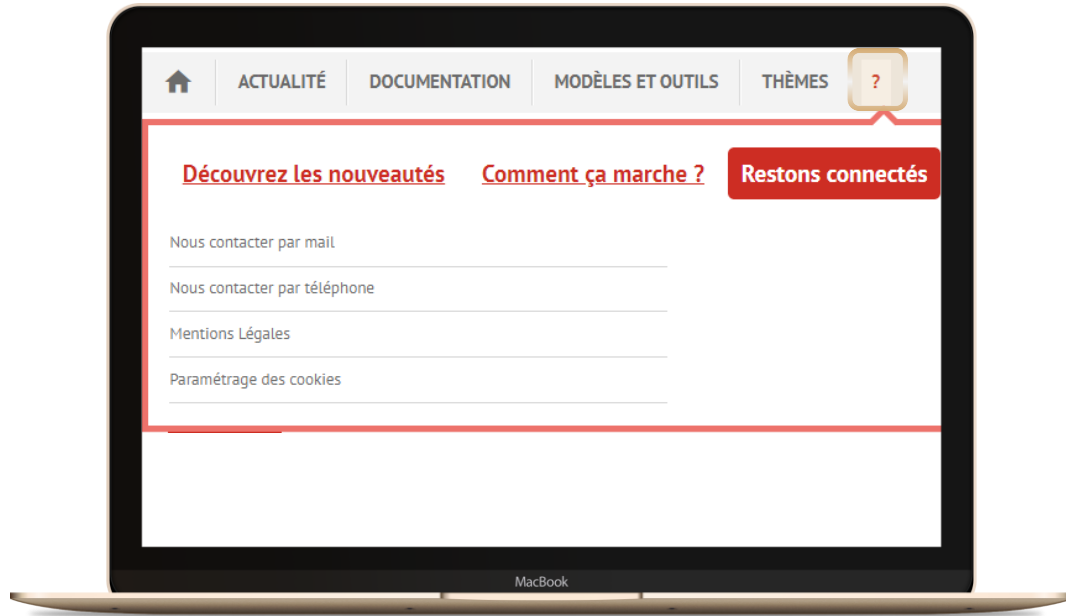 ACTUALITÉ DOCUMENTATION MODÈLES ET OUTILS THÈMES ?
Découvrez les nouveautés Comment ça marche ? Restons connectés
Nous contacter par mail
Nous contacter par téléphone
Mentions Légales
Paramétrage des cookies
MacBook